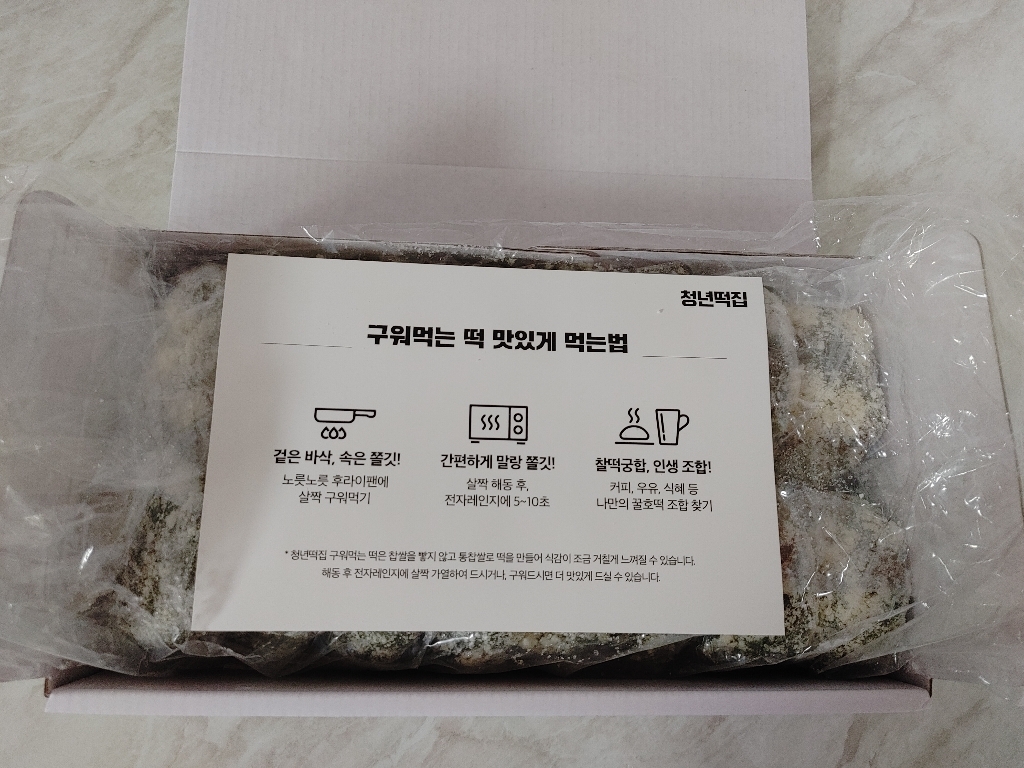 청년떡집
구워먹는 떡 맛있게 먹는법
겉은 바삭, 속은 쫄깃!
노릇노릇 후라이팬에
살짝 구워먹기
간편하게 말랑 쫄깃!
살짝 해동 후,
전자레인지에 5~10초
찰떡궁합, 인생 조합!
커피, 우유, 식혜 등
나만의 꿀호떡 조합 찾기
* 청년떡집 구워먹는 떡은 찹쌀을 빻지 않고 통찹쌀로 떡을 만들어 식감이 조금 거칠게 느껴질 수 있습니다.
해동 후 전자레인지에 살짝 가열하여 드시거나, 구워드시면 더 맛있게 드실 수 있습니다.